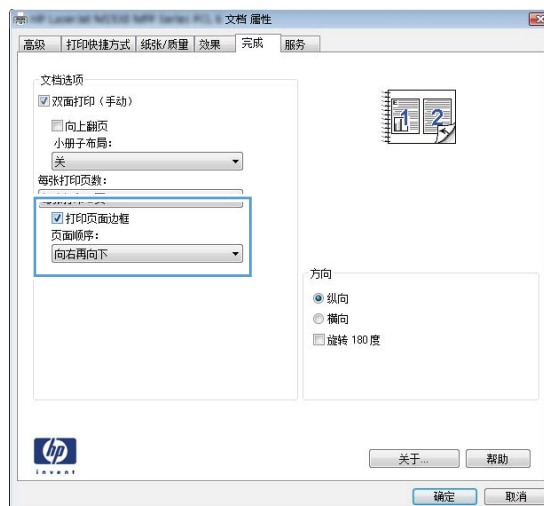 文档 属性
高级 打印快捷方式 纸张/质量 效果 完成 服务
文档选项
双面打印（手动）
向上翻页
小册子布局:
关
每张打印页数:
打印页面边框
页面顺序:
向右再向下
1 2
方向
纵向
横向
旋转 180 度
hp
invent
关于... 帮助
确定 取消